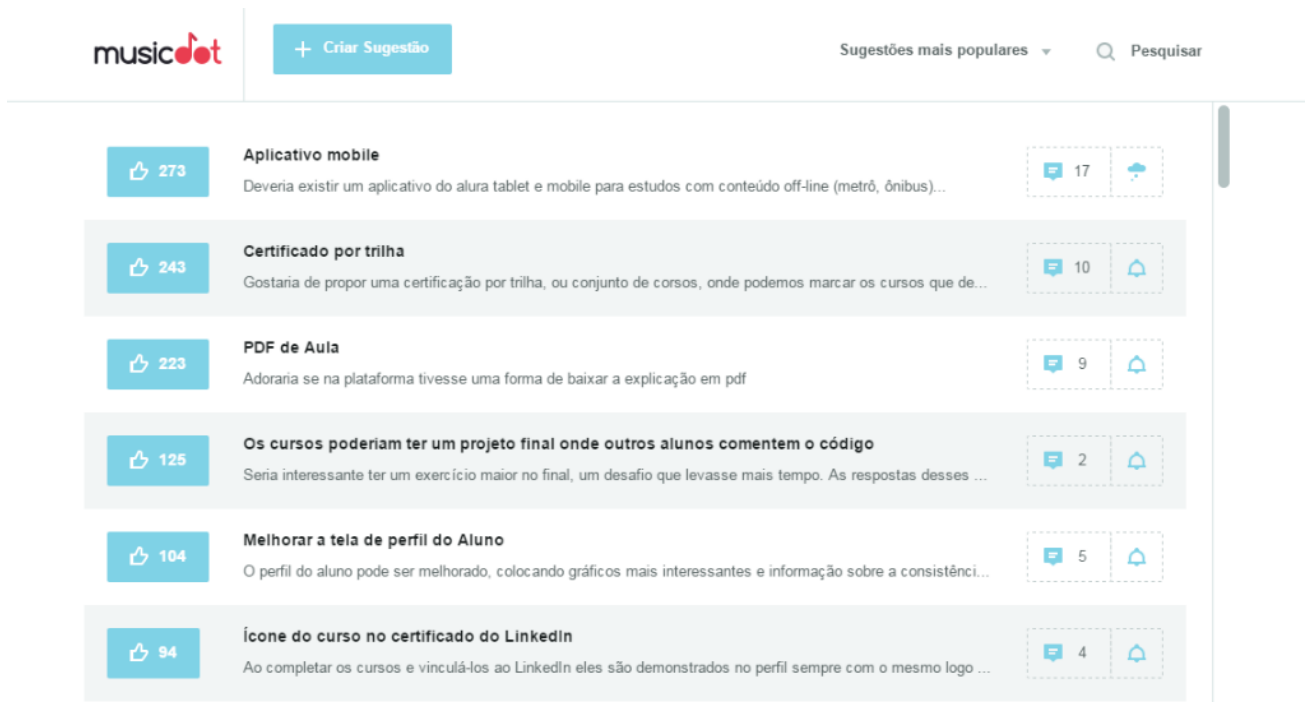 musicdot
+ Criar Sugestão
Sugestões mais populares
Pesquisar
273
Aplicativo mobile
Deveria existir um aplicativo do alura tablet e mobile para estudos com conteúdo off-line (metrô, ônibus)...
17
243
Certificado por trilha
Gostaria de propor uma certificação por trilha, ou conjunto de corsos, onde podemos marcar os cursos que de...
10
223
PDF de Aula
Adoraria se na plataforma tivesse uma forma de baixar a explicação em pdf
9
125
Os cursos poderiam ter um projeto final onde outros alunos comentem o código
Seria interessante ter um exercício maior no final, um desafio que levasse mais tempo. As respostas desses ...
2
104
Melhorar a tela de perfil do Aluno
O perfil do aluno pode ser melhorado, colocando gráficos mais interessantes e informação sobre a consistênci...
5
94
Ícone do curso no certificado do LinkedIn
Ao completar os cursos e vinculá-los ao LinkedIn eles são demonstrados no perfil sempre com o mesmo logo ...
4